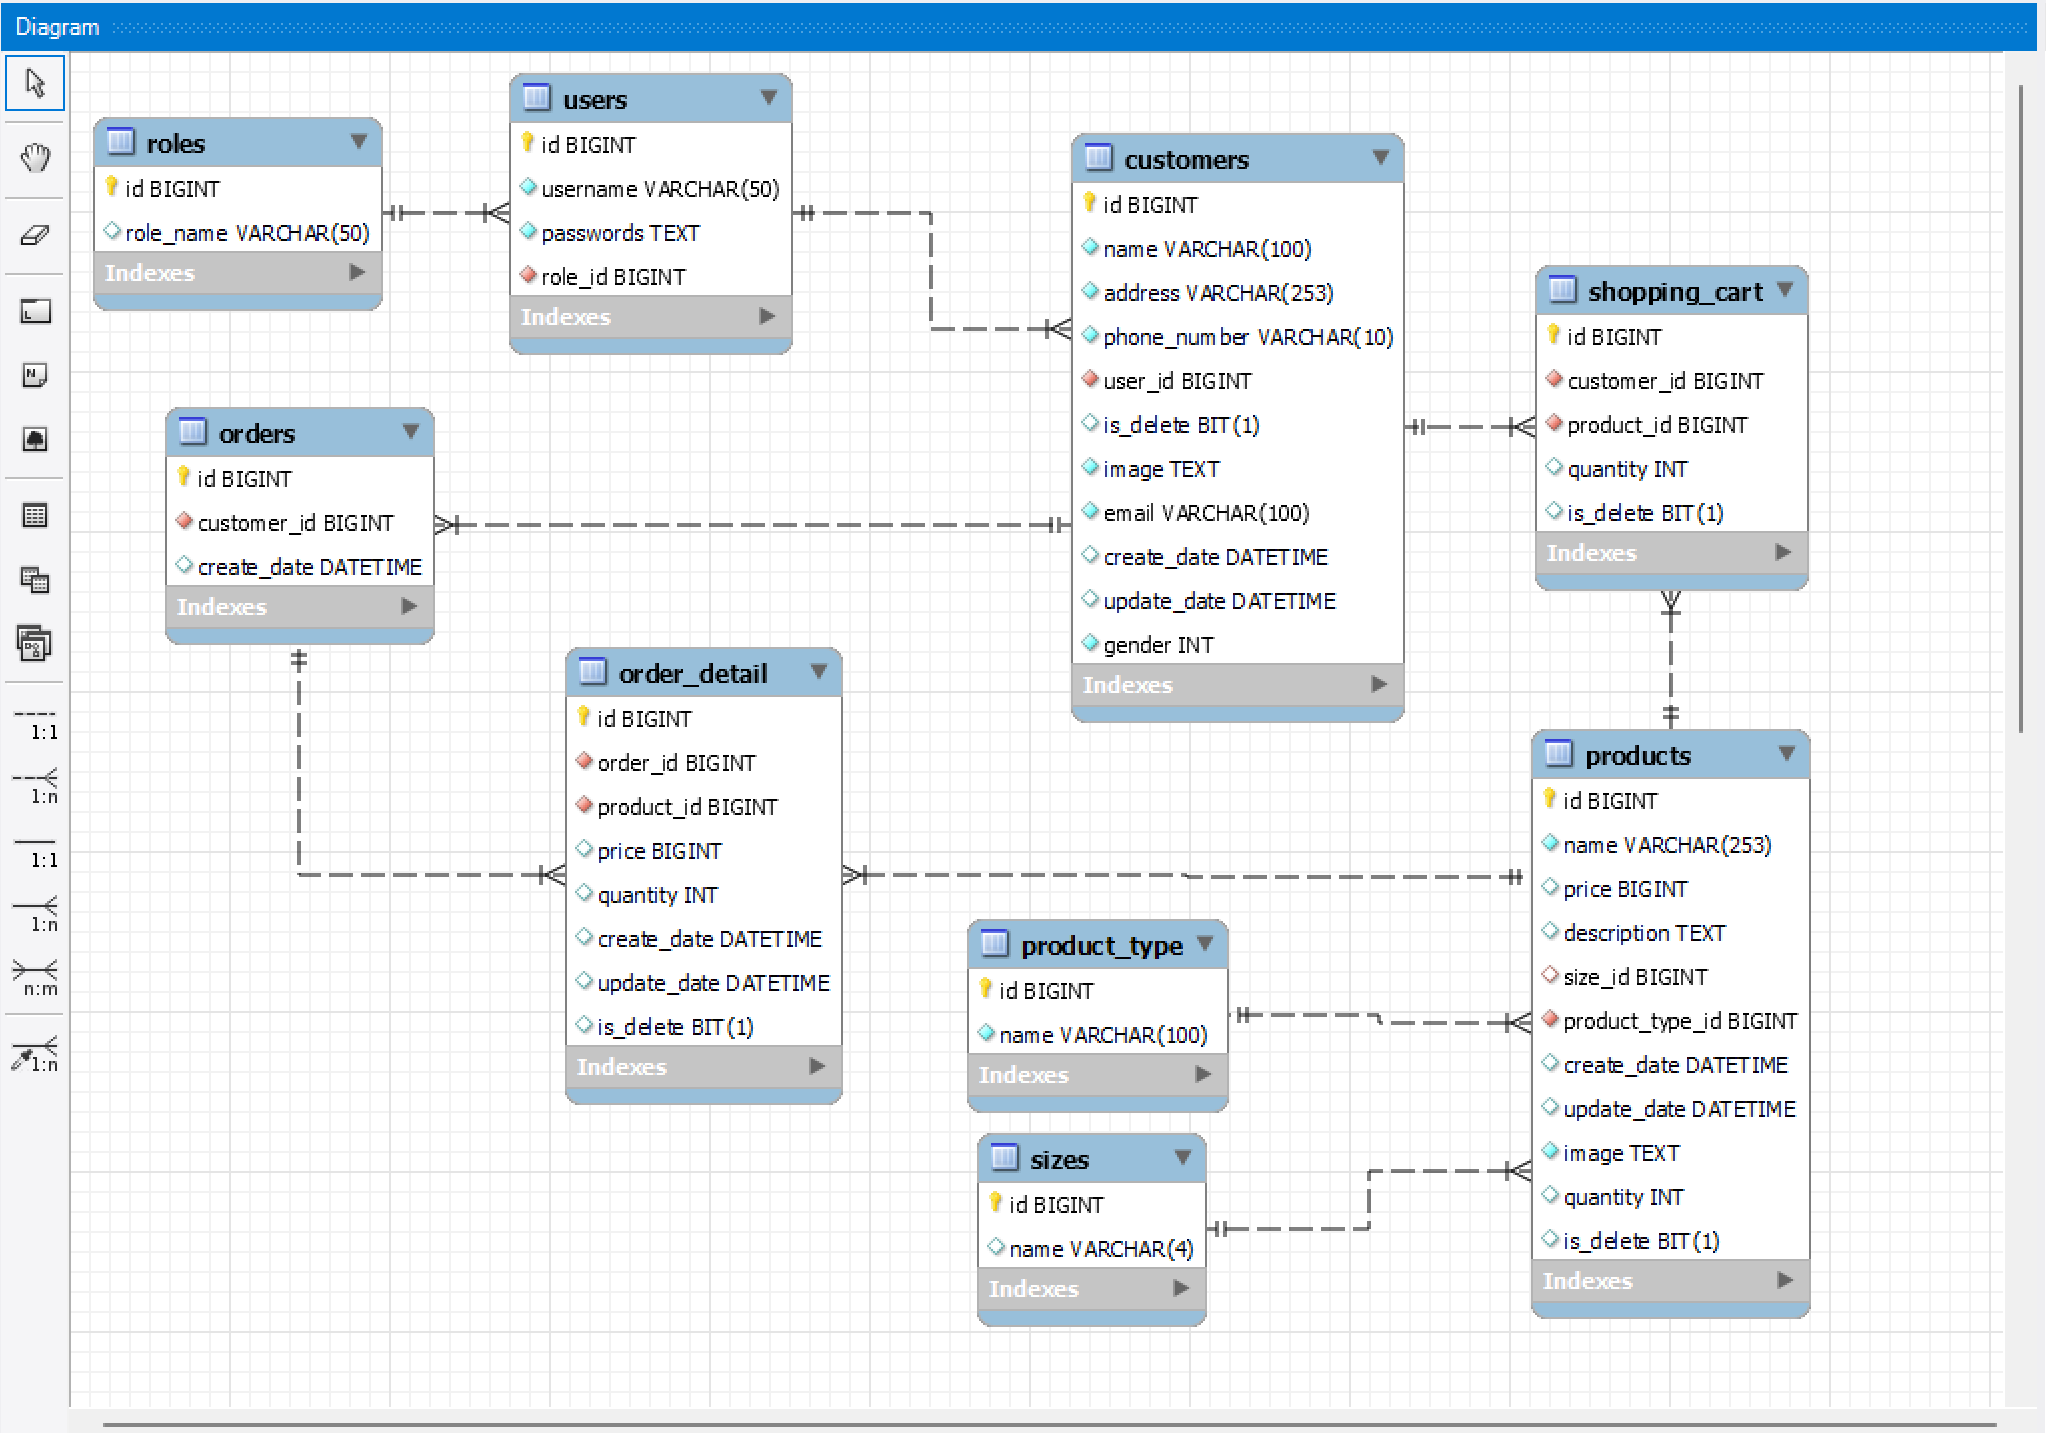 Diagram
1:1
1:n
1:1
1:n
n:m
1:n
roles
id BIGINT
role_name VARCHAR(50)
Indexes
users
id BIGINT
username VARCHAR(50)
passwords TEXT
role_id BIGINT
Indexes
customers
id BIGINT
name VARCHAR(100)
address VARCHAR(253)
phone_number VARCHAR(10)
user_id BIGINT
is_delete BIT(1)
image TEXT
email VARCHAR(100)
create_date DATETIME
update_date DATETIME
gender INT
Indexes
shopping_cart
id BIGINT
customer_id BIGINT
product_id BIGINT
quantity INT
is_delete BIT(1)
Indexes
orders
id BIGINT
customer_id BIGINT
create_date DATETIME
Indexes
order_detail
id BIGINT
order_id BIGINT
product_id BIGINT
price BIGINT
quantity INT
create_date DATETIME
update_date DATETIME
is_delete BIT(1)
Indexes
products
id BIGINT
name VARCHAR(253)
price BIGINT
description TEXT
size_id BIGINT
product_type_id BIGINT
create_date DATETIME
update_date DATETIME
image TEXT
quantity INT
is_delete BIT(1)
Indexes
product_type
id BIGINT
name VARCHAR(100)
Indexes
sizes
id BIGINT
name VARCHAR(4)
Indexes